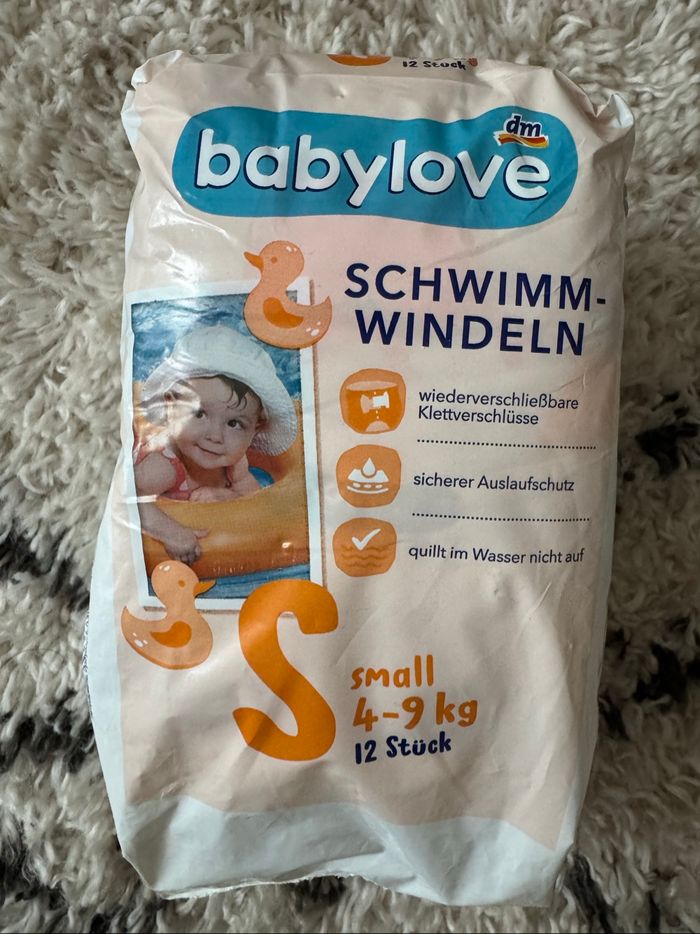 12 Stück
dm
babylove
SCHWIMM-
WINDELN
wiederverschließbare
Klettverschlüsse
sicherer Auslaufschutz
quillt im Wasser nicht auf
S
small
4-9 kg
12 Stück